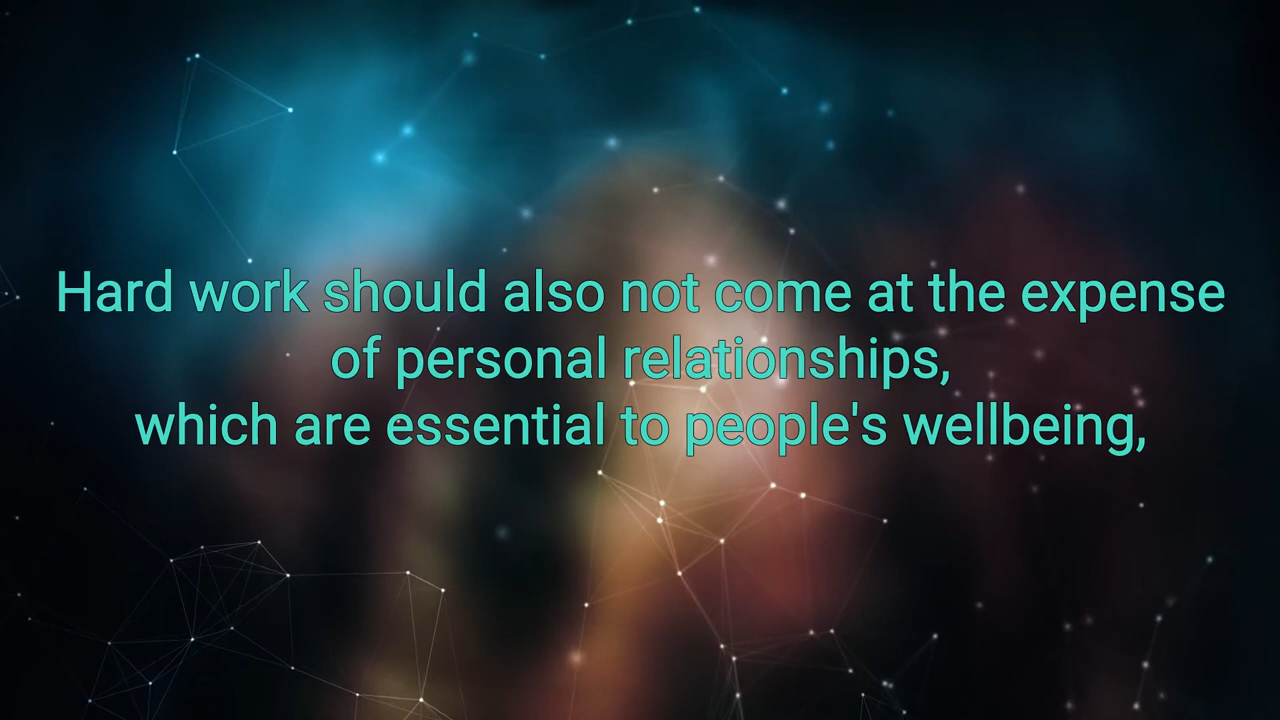 Hard work should also not come at the expense
of personal relationships,
which are essential to people's wellbeing,